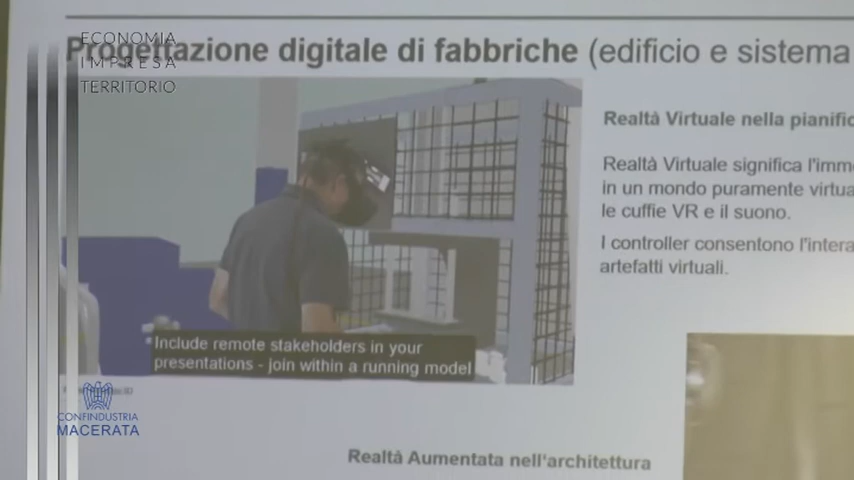 ECONOMIA
IMPRESA
TERRITORIO
Progettazione digitale di fabbriche (edificio e sistema
Realtà Virtuale nella pianific
Realtà Virtuale significa l'imme
in un mondo puramente virtua
le cuffie VR e il suono.
I controller consentono l'intera
artefatti virtuali.
Include remote stakeholders in your
presentations - join within a running model
CONFINDUSTRIA
MACERATA
Realtà Aumentata nell'architettura